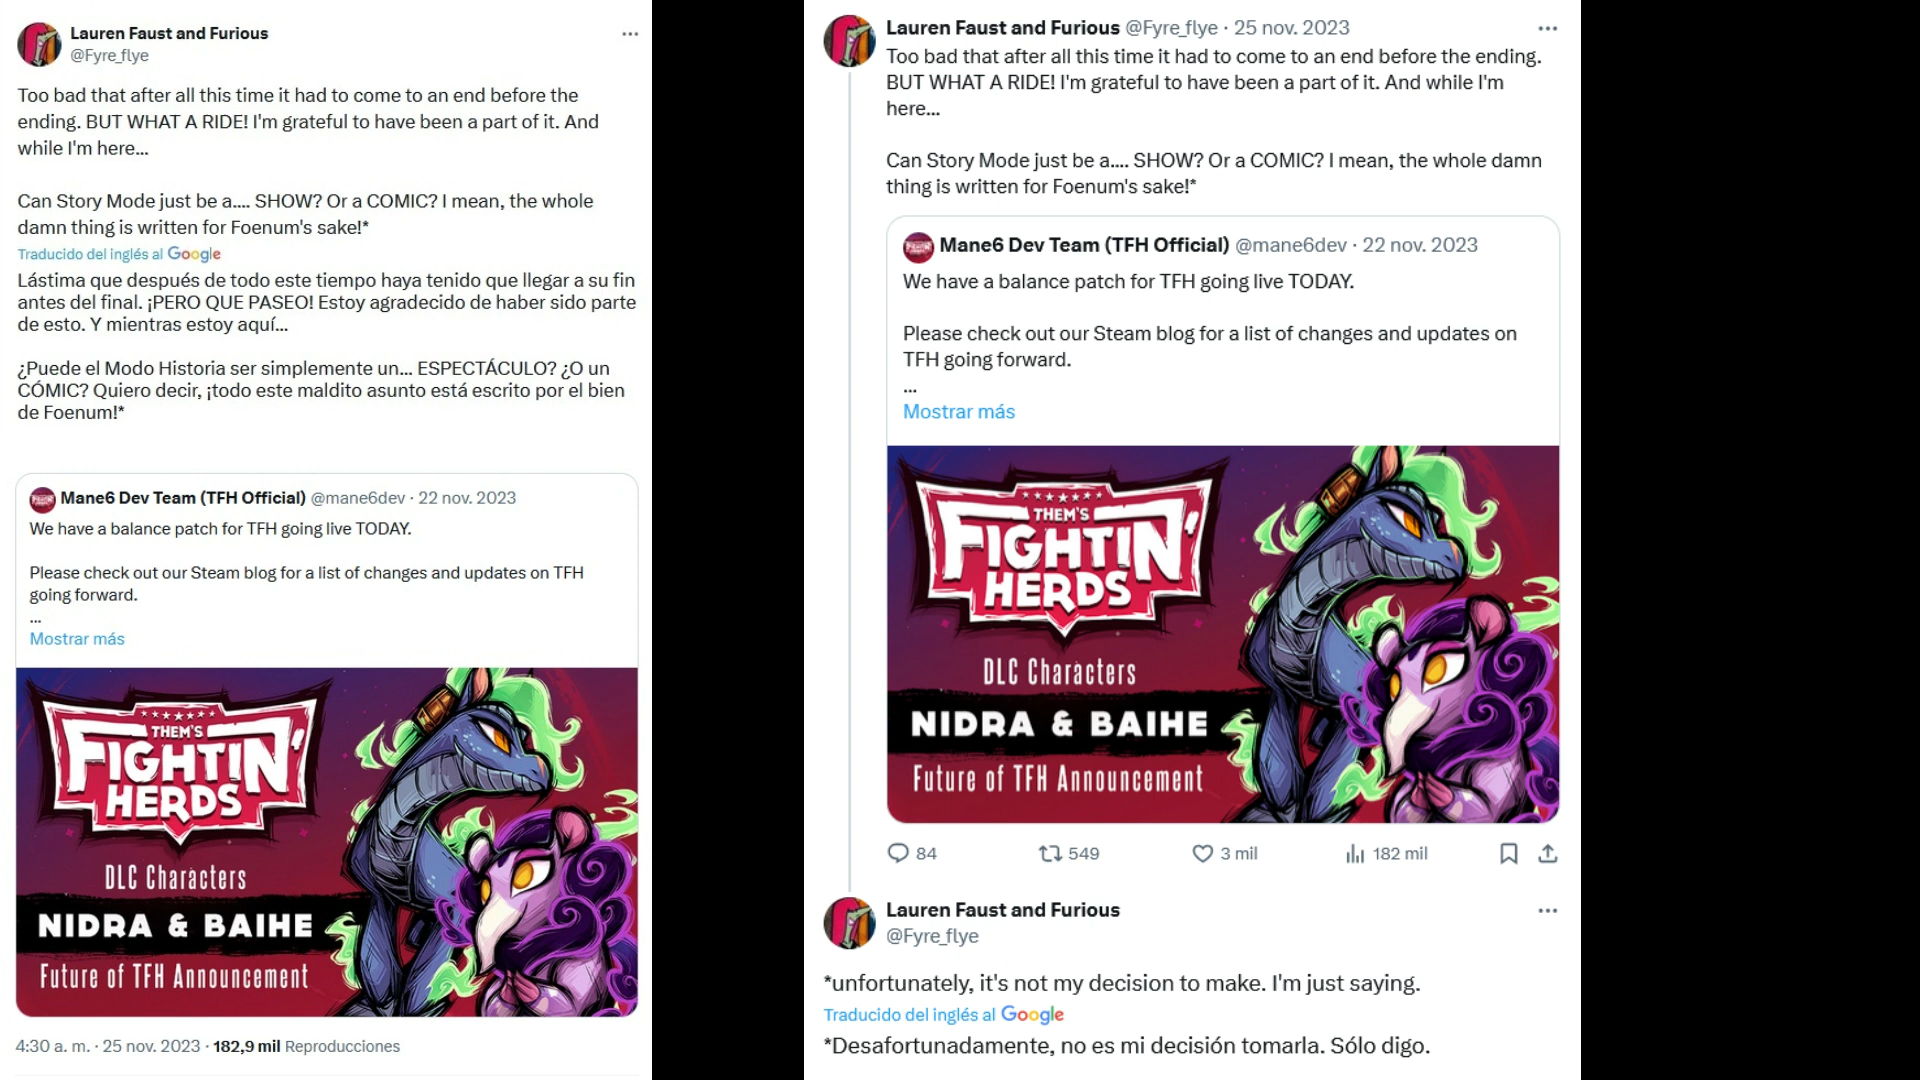 Lauren Faust and Furious
@Fyre_flye
Too bad that after all this time it had to come to an end before the
ending. BUT WHAT A RIDE! I'm grateful to have been a part of it. And
while I'm here...
Can Story Mode just be a.... SHOW? Or a COMIC? I mean, the whole
damn thing is written for Foenum's sake!*
Traducido del inglés al Google
Lástima que después de todo este tiempo haya tenido que llegar a su fin
antes del final. ¡PERO QUE PASEO! Estoy agradecido de haber sido parte
de esto. Y mientras estoy aquí...
¿Puede el Modo Historia ser simplemente un... ESPECTÁCULO? ¿O un
CÓMIC? Quiero decir, ¡todo este maldito asunto está escrito por el bien
de Foenum!*
Mane6 Dev Team (TFH Official) @mane6dev · 22 nov. 2023
We have a balance patch for TFH going live TODAY.
Please check out our Steam blog for a list of changes and updates on TFH
going forward.
...
Mostrar más
THEM'S
FIGHTIN'
HERDS
DLC Characters
NIDRA & BAIHE
Future of TFH Announcement
4:30 a. m. · 25 nov. 2023 · 182,9 mil Reproducciones
Lauren Faust and Furious @Fyre_flye · 25 nov. 2023
Too bad that after all this time it had to come to an end before the ending.
BUT WHAT A RIDE! I'm grateful to have been a part of it. And while I'm
here...
Can Story Mode just be a.... SHOW? Or a COMIC? I mean, the whole damn
thing is written for Foenum's sake!*
Mane6 Dev Team (TFH Official) @mane6dev · 22 nov. 2023
We have a balance patch for TFH going live TODAY.
Please check out our Steam blog for a list of changes and updates on
TFH going forward.
...
Mostrar más
THEM'S
FIGHTIN'
HERDS
DLC Characters
NIDRA & BAIHE
Future of TFH Announcement
84 549 3 mil 182 mil
Lauren Faust and Furious
@Fyre_flye
*unfortunately, it's not my decision to make. I'm just saying.
Traducido del inglés al Google
*Desafortunadamente, no es mi decisión tomarla. Sólo digo.